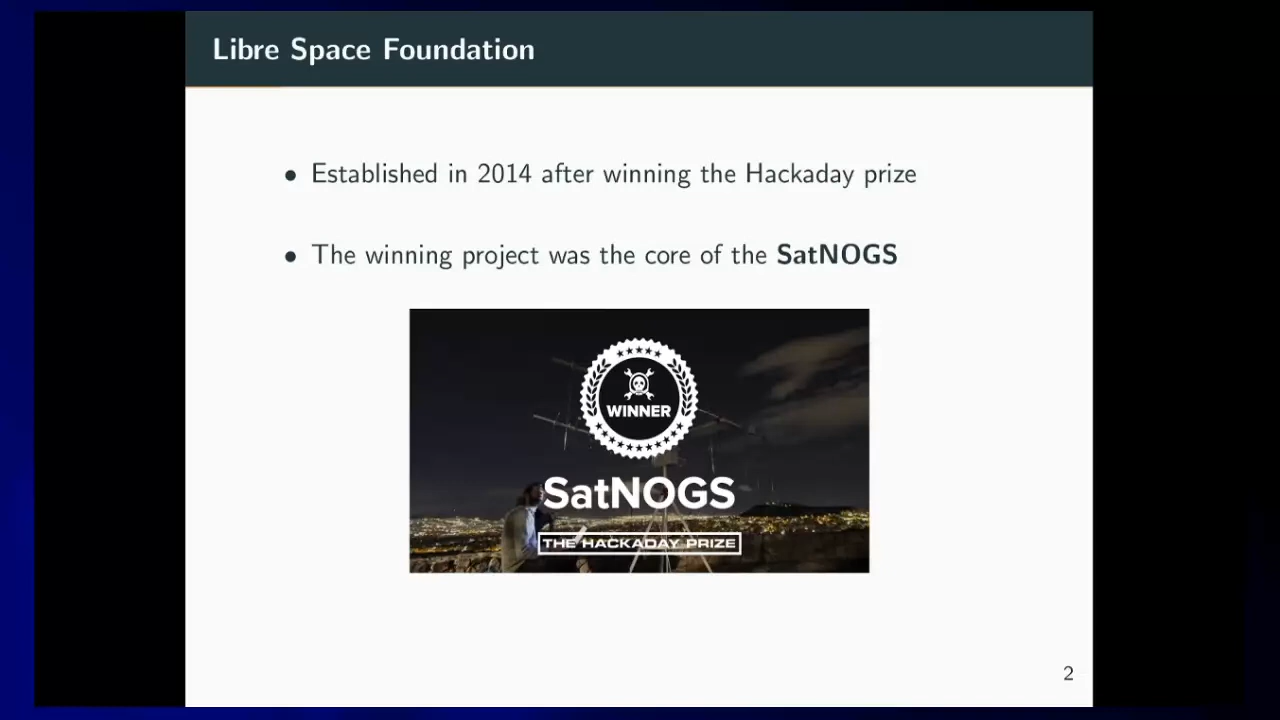 Libre Space Foundation
• Established in 2014 after winning the Hackaday prize
• The winning project was the core of the SatNOGS
WINNER
SatNOGS
THE HACKADAY PRIZE
2